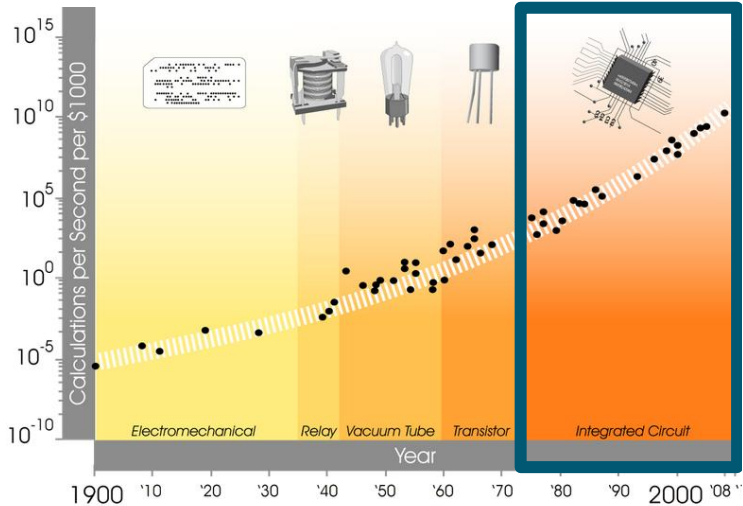 Calculations per Second per $1000
10^15
10^10
10^5
10^0
10^-5
10^-10
Electromechanical
Relay
Vacuum Tube
Transistor
Integrated Circuit
Year
1900 '10 '20 '30 '40 '50 '60 '70 '80 '90 2000 '08